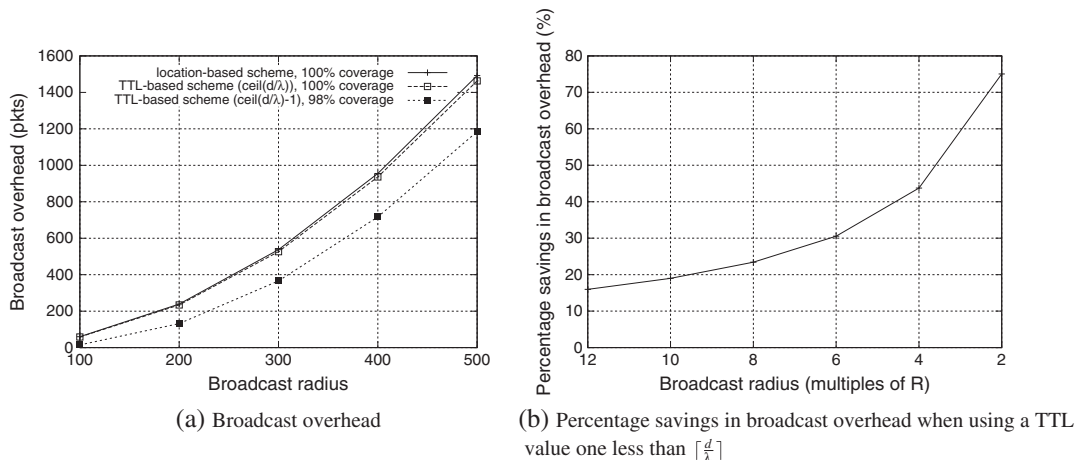 1600
1400
1200
1000
800
600
400
200
0
Broadcast overhead (pkts)
location-based scheme, 100% coverage
TTL-based scheme (ceil(d/λ)), 100% coverage
TTL-based scheme (ceil(d/λ)-1), 98% coverage
100 200 300 400 500
Broadcast radius
(a) Broadcast overhead
Percentage savings in broadcast overhead (%)
80
70
60
50
40
30
20
10
0
12 10 8 6 4 2
Broadcast radius (multiples of R)
(b) Percentage savings in broadcast overhead when using a TTL
value one less than ⌈d/λ⌉